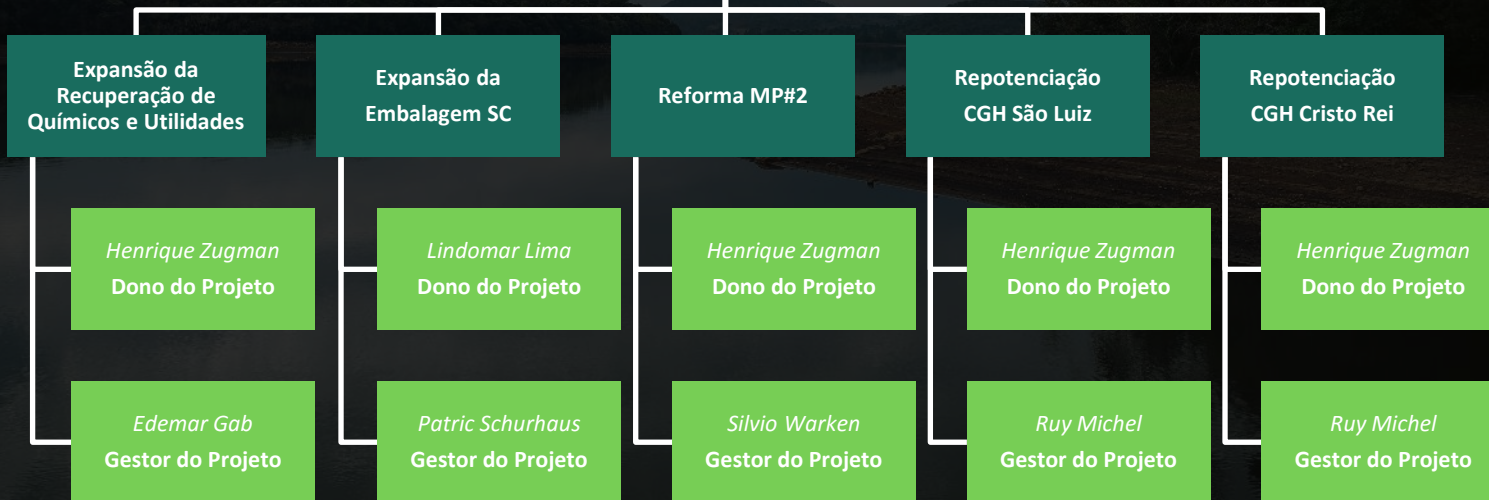 Expansão da
Recuperação de
Químicos e Utilidades
Henrique Zugman
Dono do Projeto
Edemar Gab
Gestor do Projeto
Expansão da
Embalagem SC
Lindomar Lima
Dono do Projeto
Patric Schurhaus
Gestor do Projeto
Reforma MP#2
Henrique Zugman
Dono do Projeto
Silvio Warken
Gestor do Projeto
Repotenciação
CGH São Luiz
Henrique Zugman
Dono do Projeto
Ruy Michel
Gestor do Projeto
Repotenciação
CGH Cristo Rei
Henrique Zugman
Dono do Projeto
Ruy Michel
Gestor do Projeto